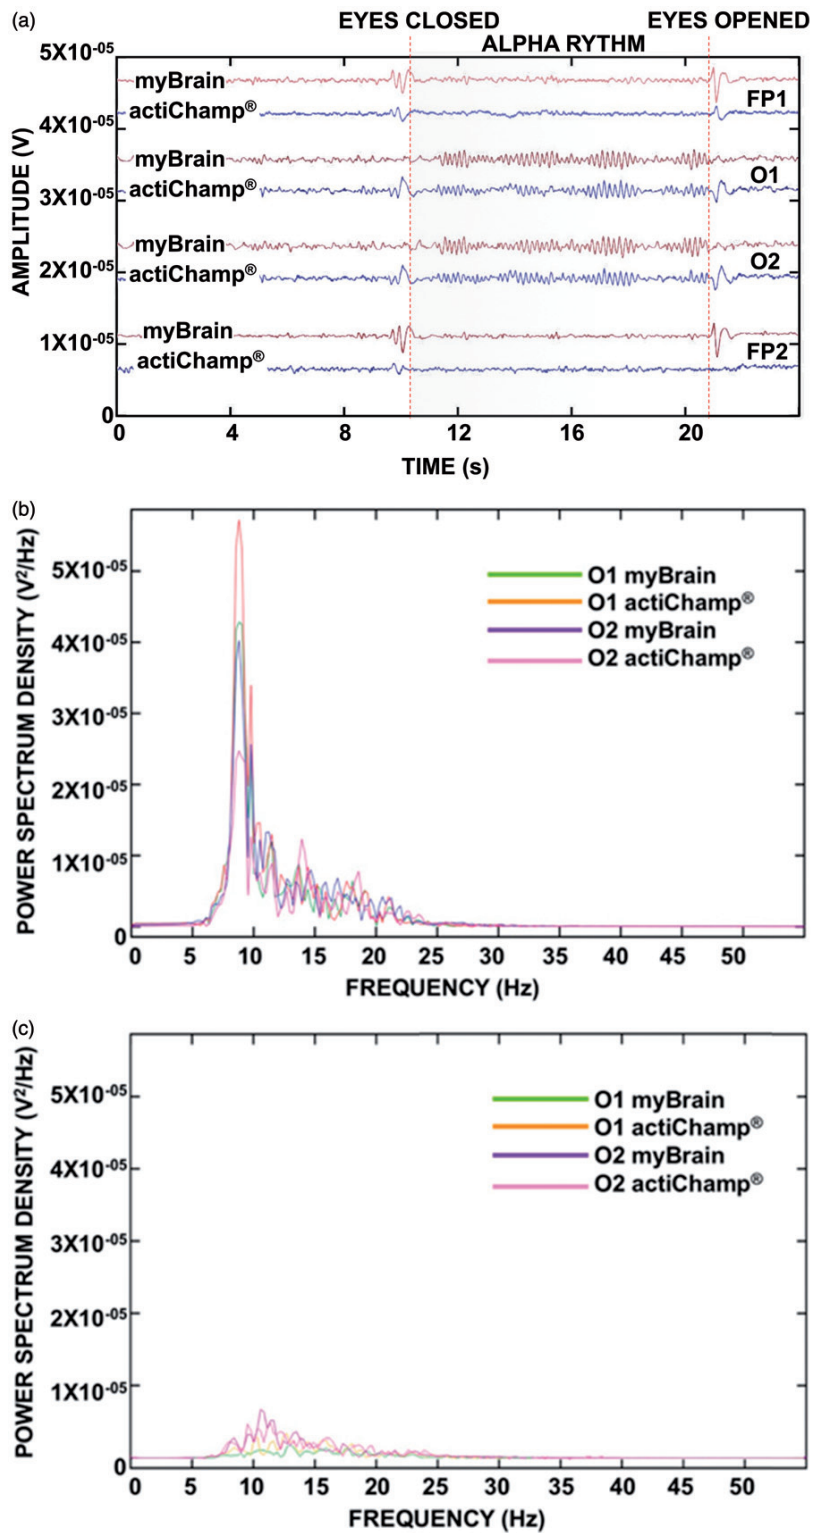 (a)
EYES CLOSED
EYES OPENED
ALPHA RYTHM
5X10-05
myBrain
actiChamp®
FP1
4X10-05
myBrain
actiChamp®
O1
3X10-05
myBrain
actiChamp®
O2
2X10-05
myBrain
1X10-05
actiChamp®
FP2
0
AMPLITUDE (V)
0 4 8 12 16 20
TIME (s)
(b)
POWER SPECTRUM DENSITY (V²/Hz)
5X10-05
4X10-05
3X10-05
2X10-05
1X10-05
0
O1 myBrain
O1 actiChamp®
O2 myBrain
O2 actiChamp®
0 5 10 15 20 25 30 35 40 45 50
FREQUENCY (Hz)
(c)
POWER SPECTRUM DENSITY (V²/Hz)
5X10-05
4X10-05
3X10-05
2X10-05
1X10-05
0
O1 myBrain
O1 actiChamp®
O2 myBrain
O2 actiChamp®
0 5 10 15 20 25 30 35 40 45 50
FREQUENCY (Hz)